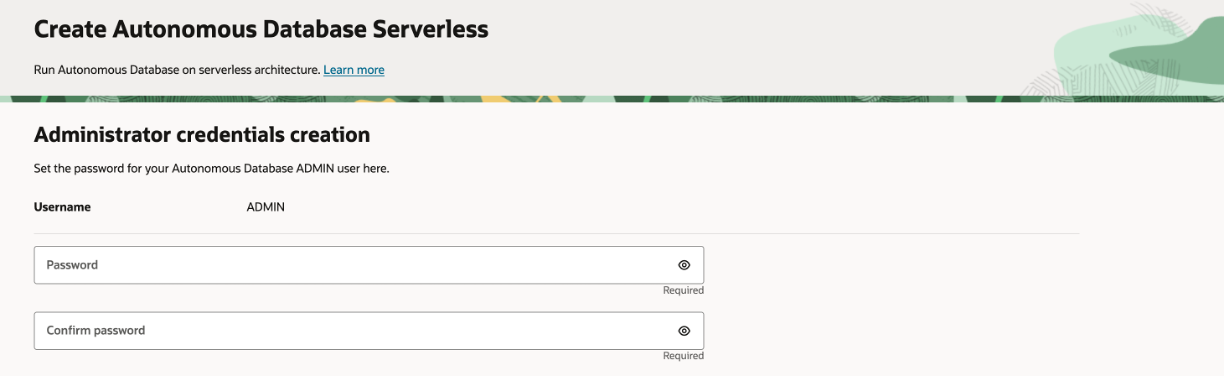 Create Autonomous Database Serverless
Run Autonomous Database on serverless architecture. Learn more
Administrator credentials creation
Set the password for your Autonomous Database ADMIN user here.
Username ADMIN
Password
Required
Confirm password
Required